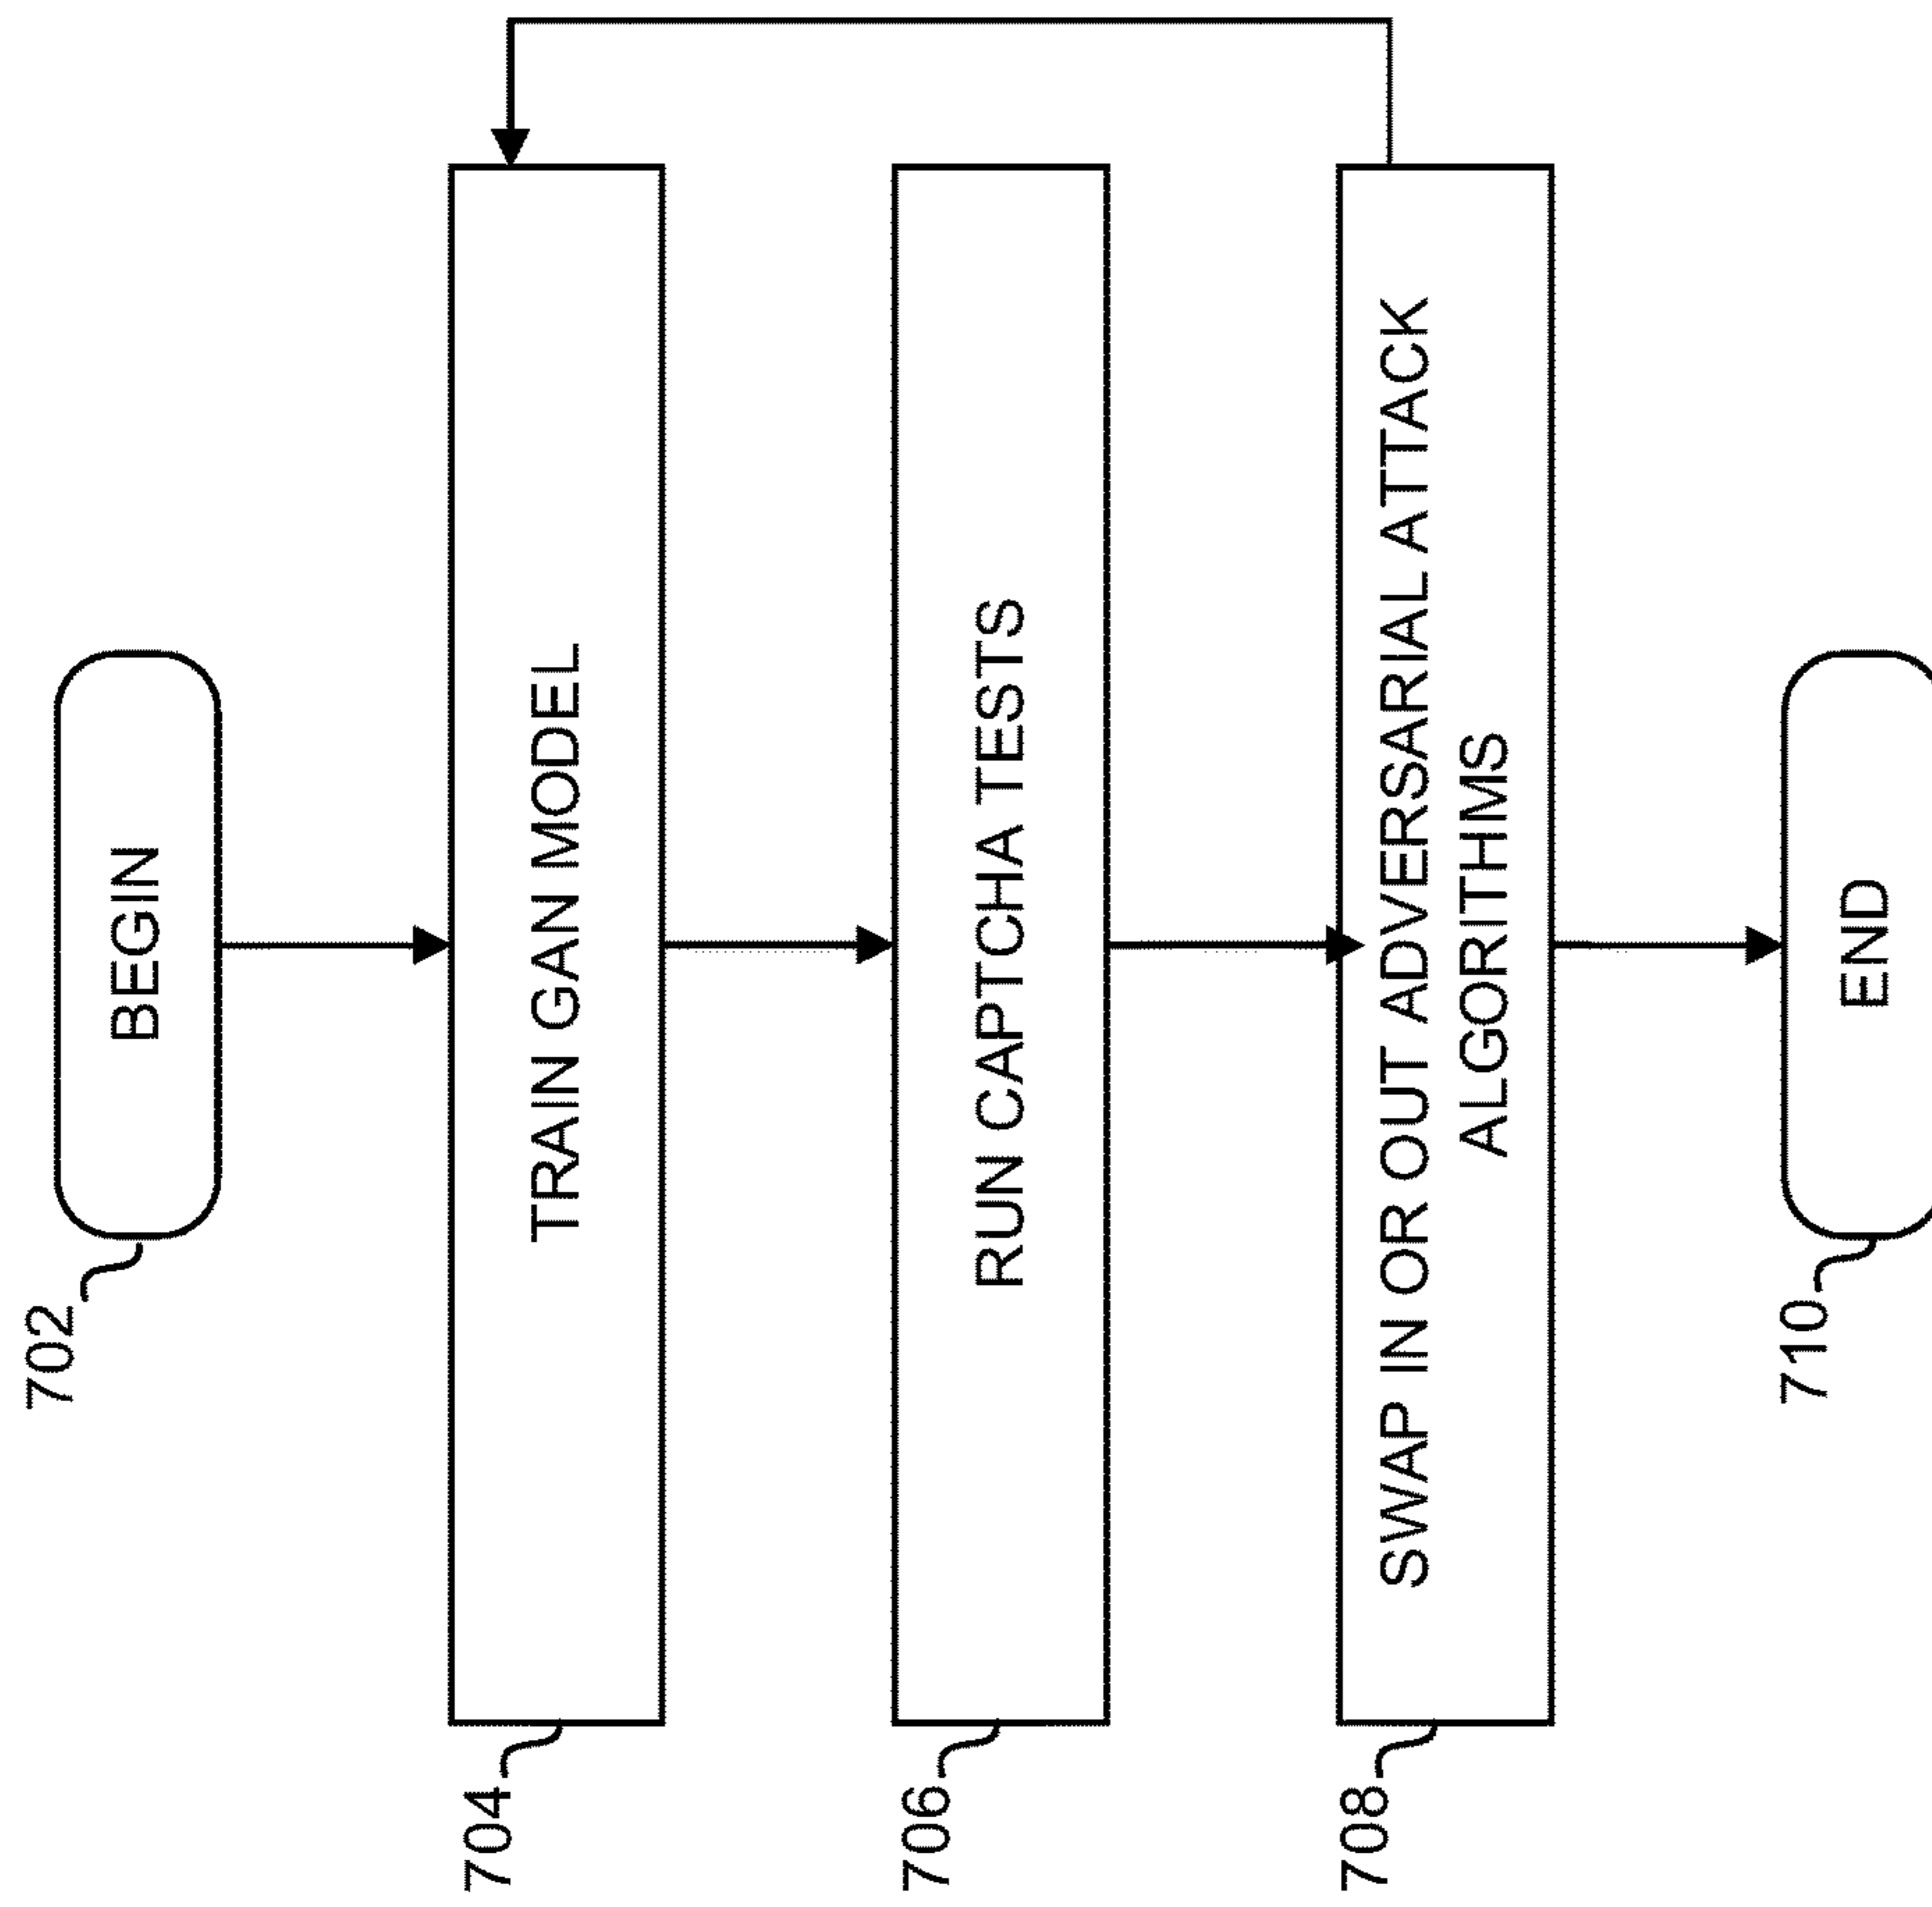 702
BEGIN
704
TRAIN GAN MODEL
706
RUN CAPTCHA TESTS
708
SWAP IN OR OUT ADVERSARIAL ATTACK
ALGORITHMS
710
END